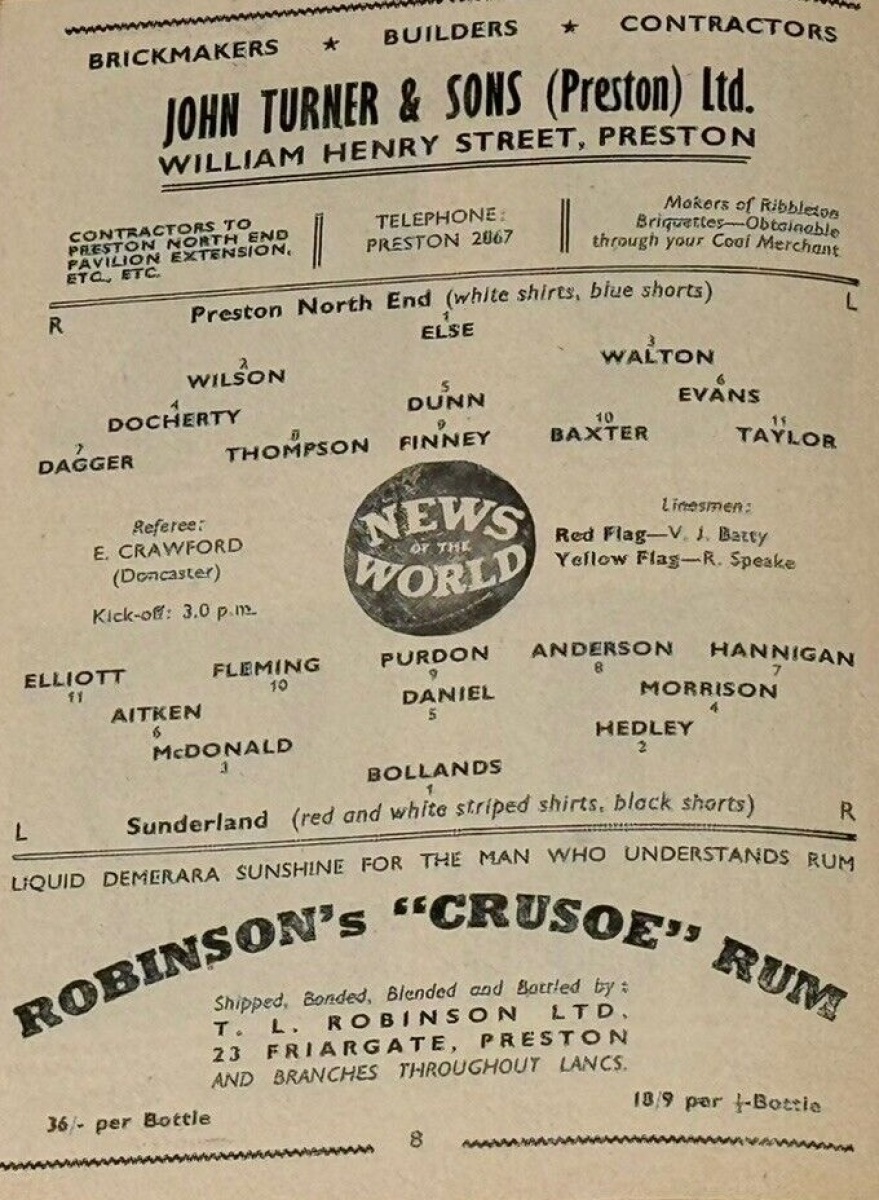 BRICKMAKERS ★ BUILDERS ★ CONTRACTORS
JOHN TURNER & SONS (Preston) Ltd.
WILLIAM HENRY STREET, PRESTON
CONTRACTORS TO
PRESTON NORTH END
PAVILION EXTENSION,
ETC., ETC.
TELEPHONE:
PRESTON 2867
Makers of Ribbleton
Briquettes—Obtainable
through your Coal Merchant
R Preston North End (white shirts, blue shorts) L
1
ELSE
2 3
WILSON WALTON
4 5 6
DOCHERTY DUNN EVANS
7 8 9 10 11
DAGGER THOMPSON FINNEY BAXTER TAYLOR
NEWS
OF THE
WORLD
Referee:
E. CRAWFORD
(Doncaster)
Kick-off: 3.0 p.m.
Linesmen:
Red Flag—V. J. Batty
Yellow Flag—R. Speake
ELLIOTT FLEMING PURDON ANDERSON HANNIGAN
11 10 9 8 7
AITKEN DANIEL MORRISON
6 5 4
McDONALD HEDLEY
3 2
BOLLANDS
1
L Sunderland (red and white striped shirts, black shorts) R
LIQUID DEMERARA SUNSHINE FOR THE MAN WHO UNDERSTANDS RUM
ROBINSON's "CRUSOE" RUM
Shipped, Bonded, Blended and Bottled by:
T. L. ROBINSON LTD.
23 FRIARGATE, PRESTON
AND BRANCHES THROUGHOUT LANCS.
36/- per Bottle
18/9 per ½-Bottle
8